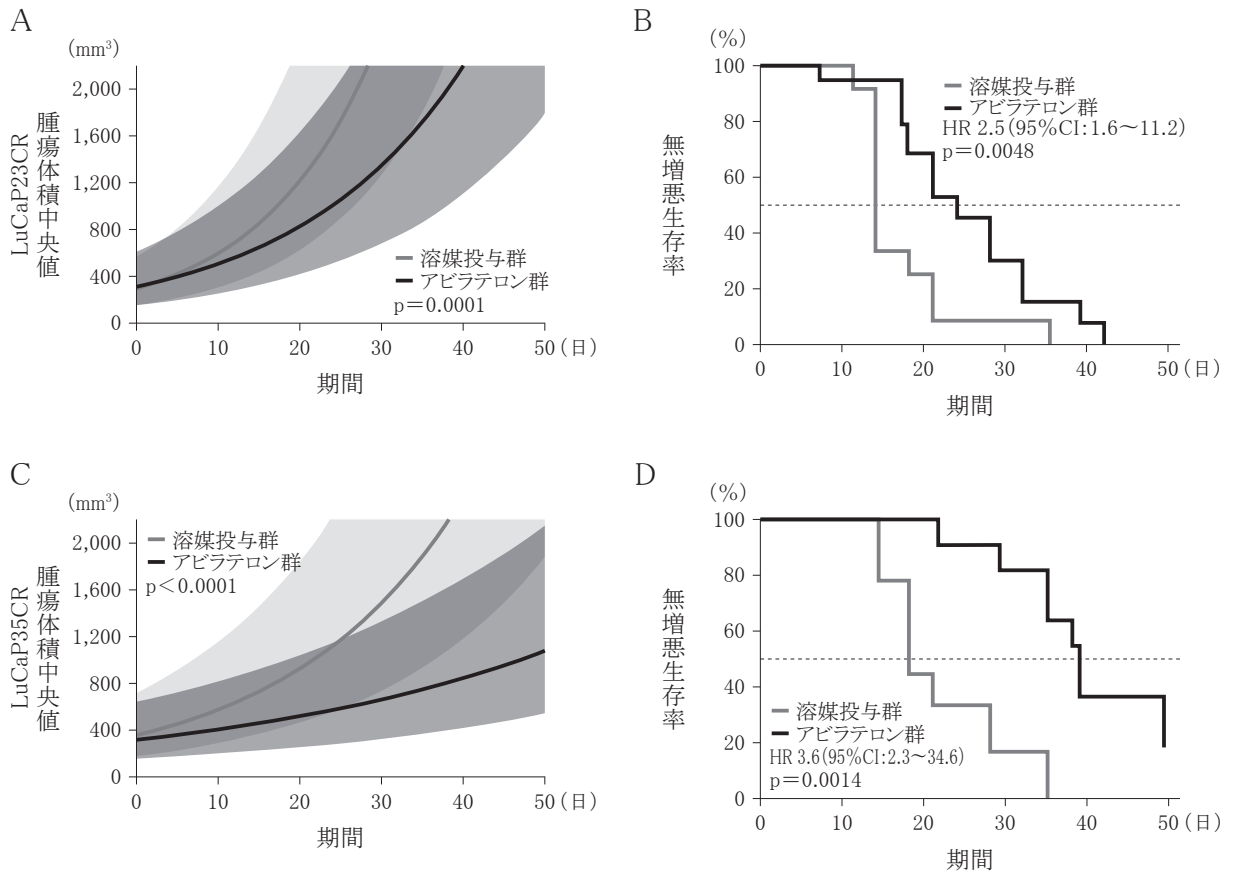 A
(mm³)
LuCaP23CR
腫瘍体積中央値
2,000
1,600
1,200
800
400
0
溶媒投与群
アビラテロン群
p＝0.0001
0 10 20 30 40 50(日)
期間
B
(%)
無増悪生存率
100
80
60
40
20
0
溶媒投与群
アビラテロン群
HR 2.5(95%CI:1.6〜11.2)
p＝0.0048
0 10 20 30 40 50(日)
期間
C
(mm³)
LuCaP35CR
腫瘍体積中央値
2,000
1,600
1,200
800
400
0
溶媒投与群
アビラテロン群
p＜0.0001
0 10 20 30 40 50(日)
期間
D
(%)
無増悪生存率
100
80
60
40
20
0
溶媒投与群
アビラテロン群
HR 3.6(95%CI:2.3〜34.6)
p＝0.0014
0 10 20 30 40 50(日)
期間